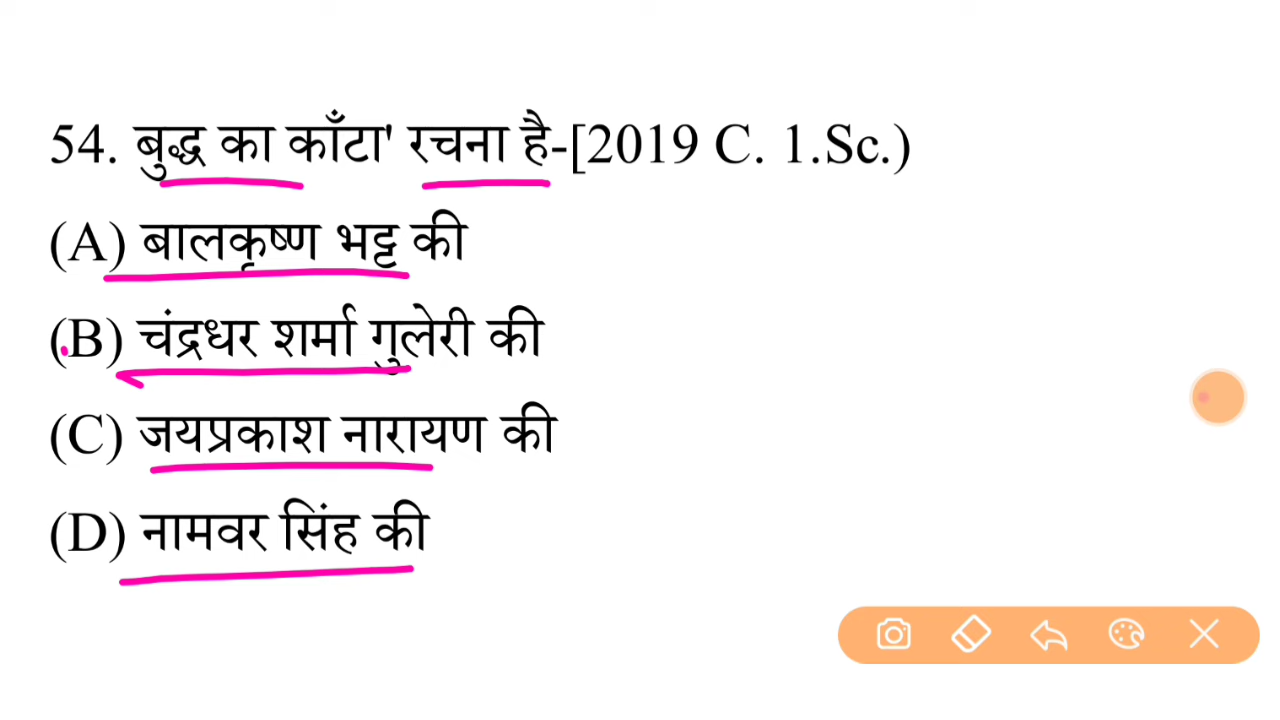 54. बुद्ध का काँटा' रचना है-[2019 C. 1.Sc.)
(A) बालकृष्ण भट्ट की
(B) चंद्रधर शर्मा गुलेरी की
(C) जयप्रकाश नारायण की
(D) नामवर सिंह की